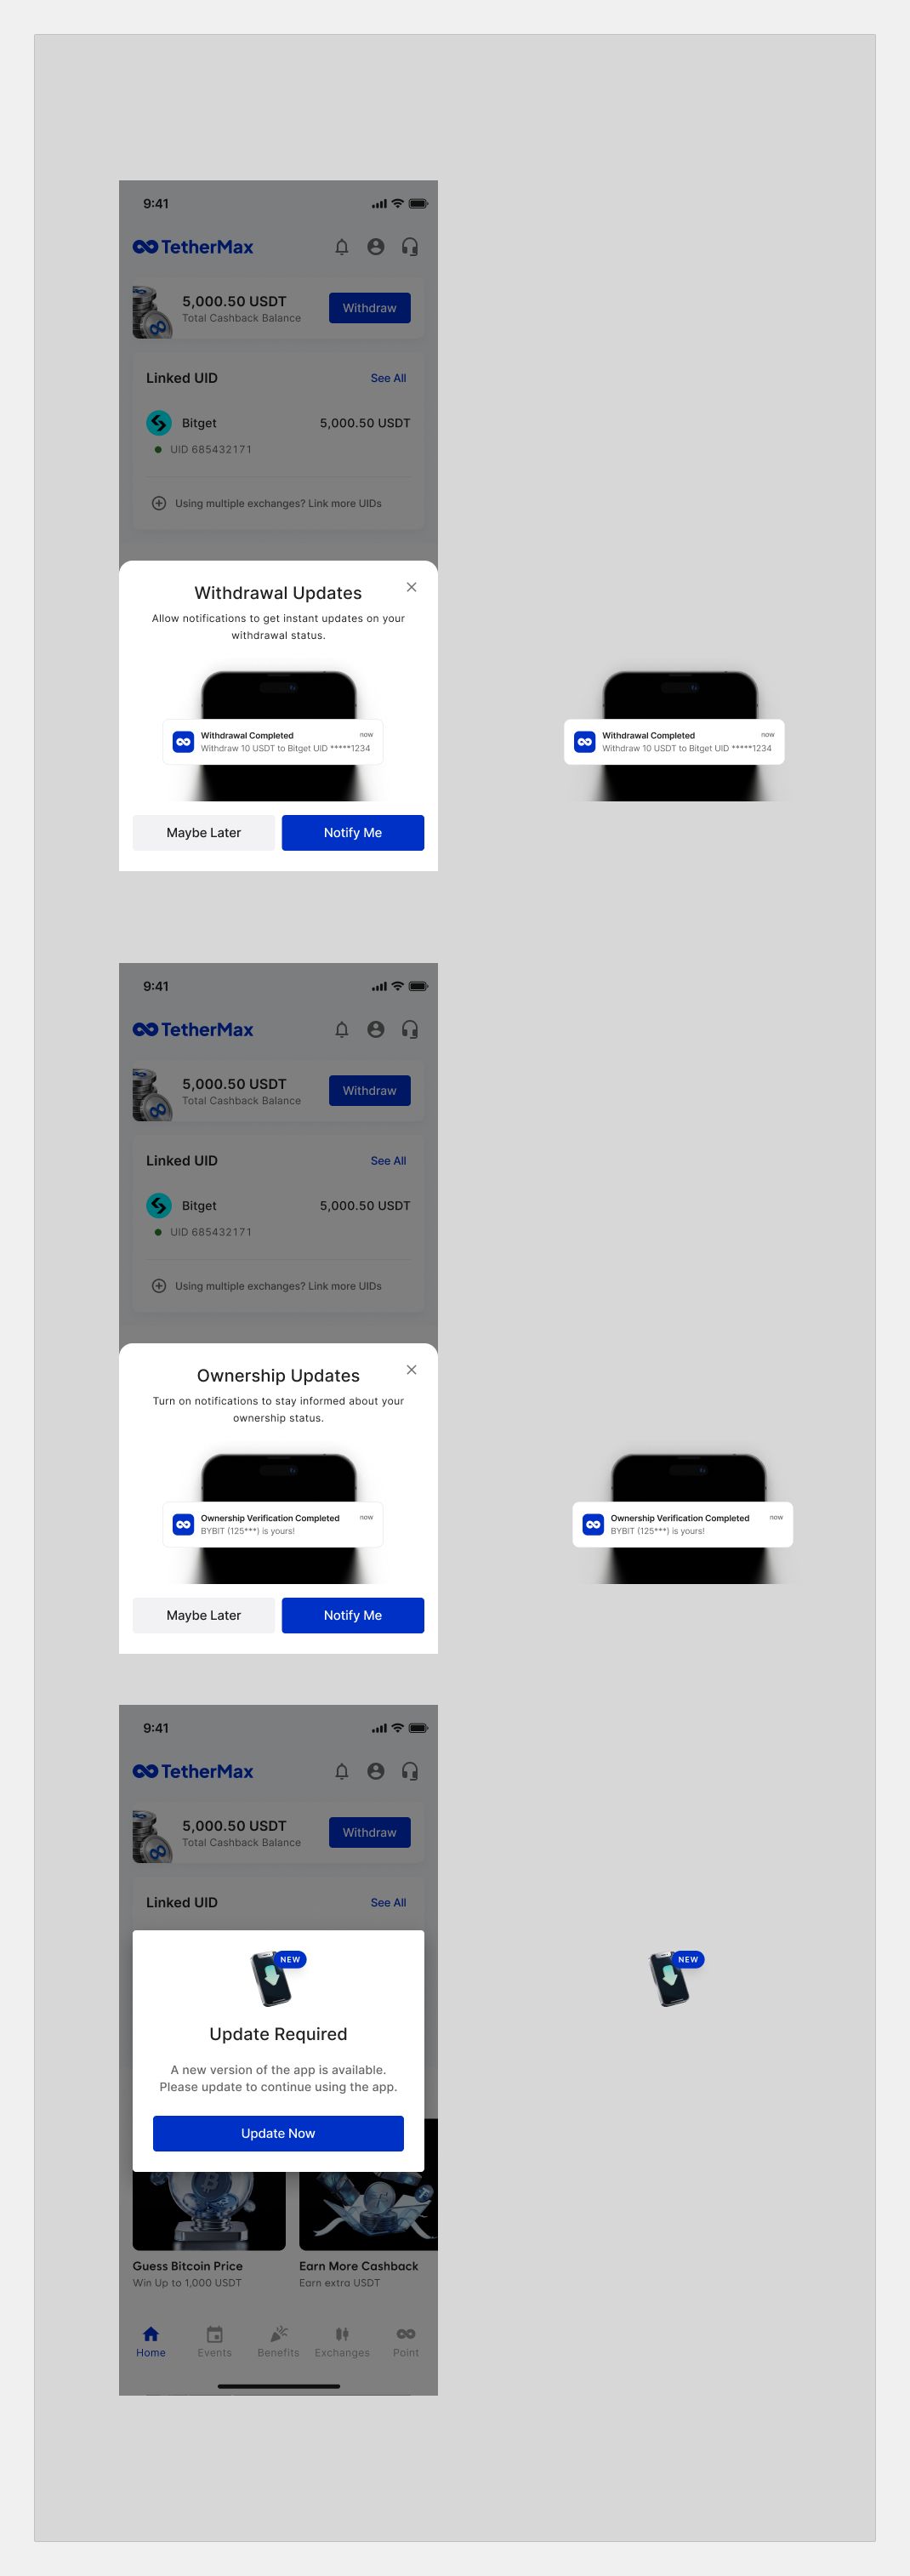 9:41
TetherMax
5,000.50 USDT
Total Cashback Balance
Withdraw
Linked UID
See All
Bitget
5,000.50 USDT
UID 685432171
Using multiple exchanges? Link more UIDs
Withdrawal Updates
Allow notifications to get instant updates on your
withdrawal status.
Withdrawal Completed
now
Withdraw 10 USDT to Bitget UID *****1234
Withdrawal Completed
now
Withdraw 10 USDT to Bitget UID *****1234
Maybe Later
Notify Me
9:41
TetherMax
5,000.50 USDT
Total Cashback Balance
Withdraw
Linked UID
See All
Bitget
5,000.50 USDT
UID 685432171
Using multiple exchanges? Link more UIDs
Ownership Updates
Turn on notifications to stay informed about your
ownership status.
Ownership Verification Completed
now
BYBIT (125***) is yours!
Ownership Verification Completed
now
BYBIT (125***) is yours!
Maybe Later
Notify Me
9:41
TetherMax
5,000.50 USDT
Total Cashback Balance
Withdraw
Linked UID
See All
NEW
NEW
Update Required
A new version of the app is available.
Please update to continue using the app.
Update Now
Guess Bitcoin Price
Win Up to 1,000 USDT
Earn More Cashback
Earn extra USDT
Home
Events
Benefits
Exchanges
Point